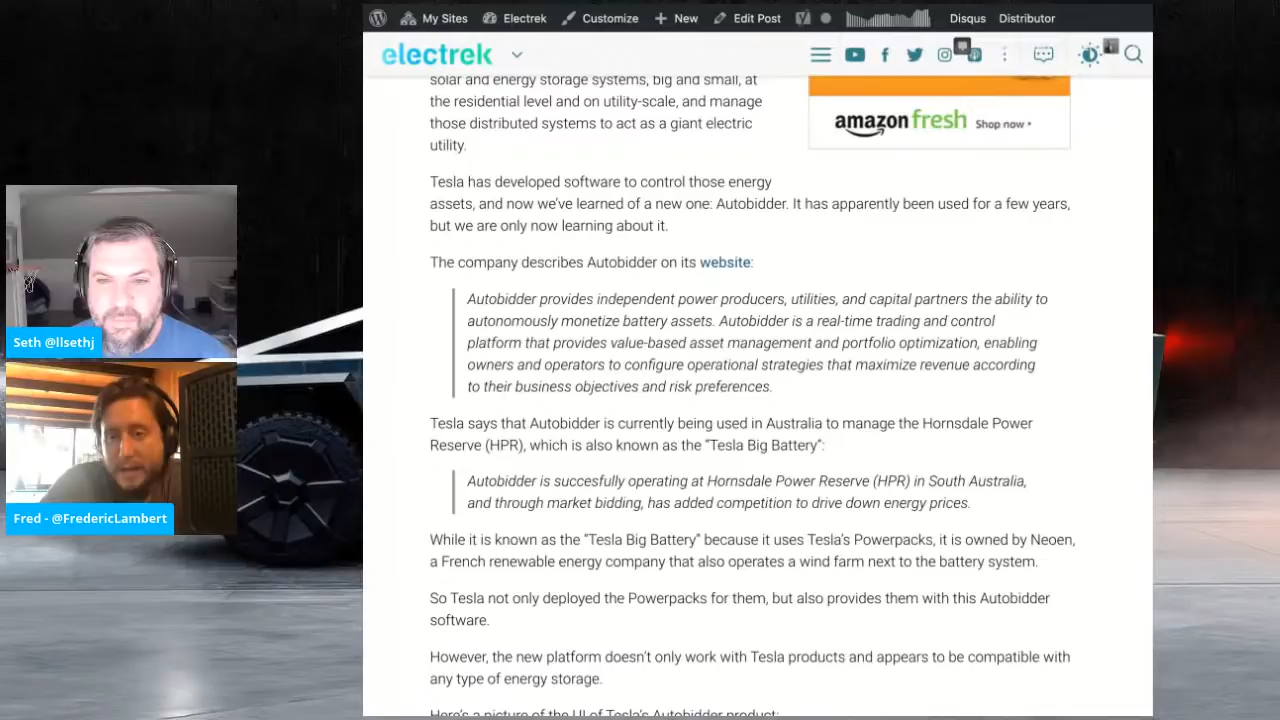 My Sites Electrek Customize New Edit Post Disqus Distributor
electrek
solar and energy storage systems, big and small, at
the residential level and on utility-scale, and manage
those distributed systems to act as a giant electric
utility.
amazonfresh Shop now
Tesla has developed software to control those energy
assets, and now we've learned of a new one: Autobidder. It has apparently been used for a few years,
but we are only now learning about it.
The company describes Autobidder on its website:
Autobidder provides independent power producers, utilities, and capital partners the ability to
autonomously monetize battery assets. Autobidder is a real-time trading and control
platform that provides value-based asset management and portfolio optimization, enabling
owners and operators to configure operational strategies that maximize revenue according
to their business objectives and risk preferences.
Tesla says that Autobidder is currently being used in Australia to manage the Hornsdale Power
Reserve (HPR), which is also known as the “Tesla Big Battery”:
Autobidder is succesfully operating at Hornsdale Power Reserve (HPR) in South Australia,
and through market bidding, has added competition to drive down energy prices.
While it is known as the “Tesla Big Battery” because it uses Tesla's Powerpacks, it is owned by Neoen,
a French renewable energy company that also operates a wind farm next to the battery system.
So Tesla not only deployed the Powerpacks for them, but also provides them with this Autobidder
software.
However, the new platform doesn't only work with Tesla products and appears to be compatible with
any type of energy storage.
Here's a picture of the UI of Tesla's Autobidder product:
Seth @llsethj
Fred - @FredericLambert